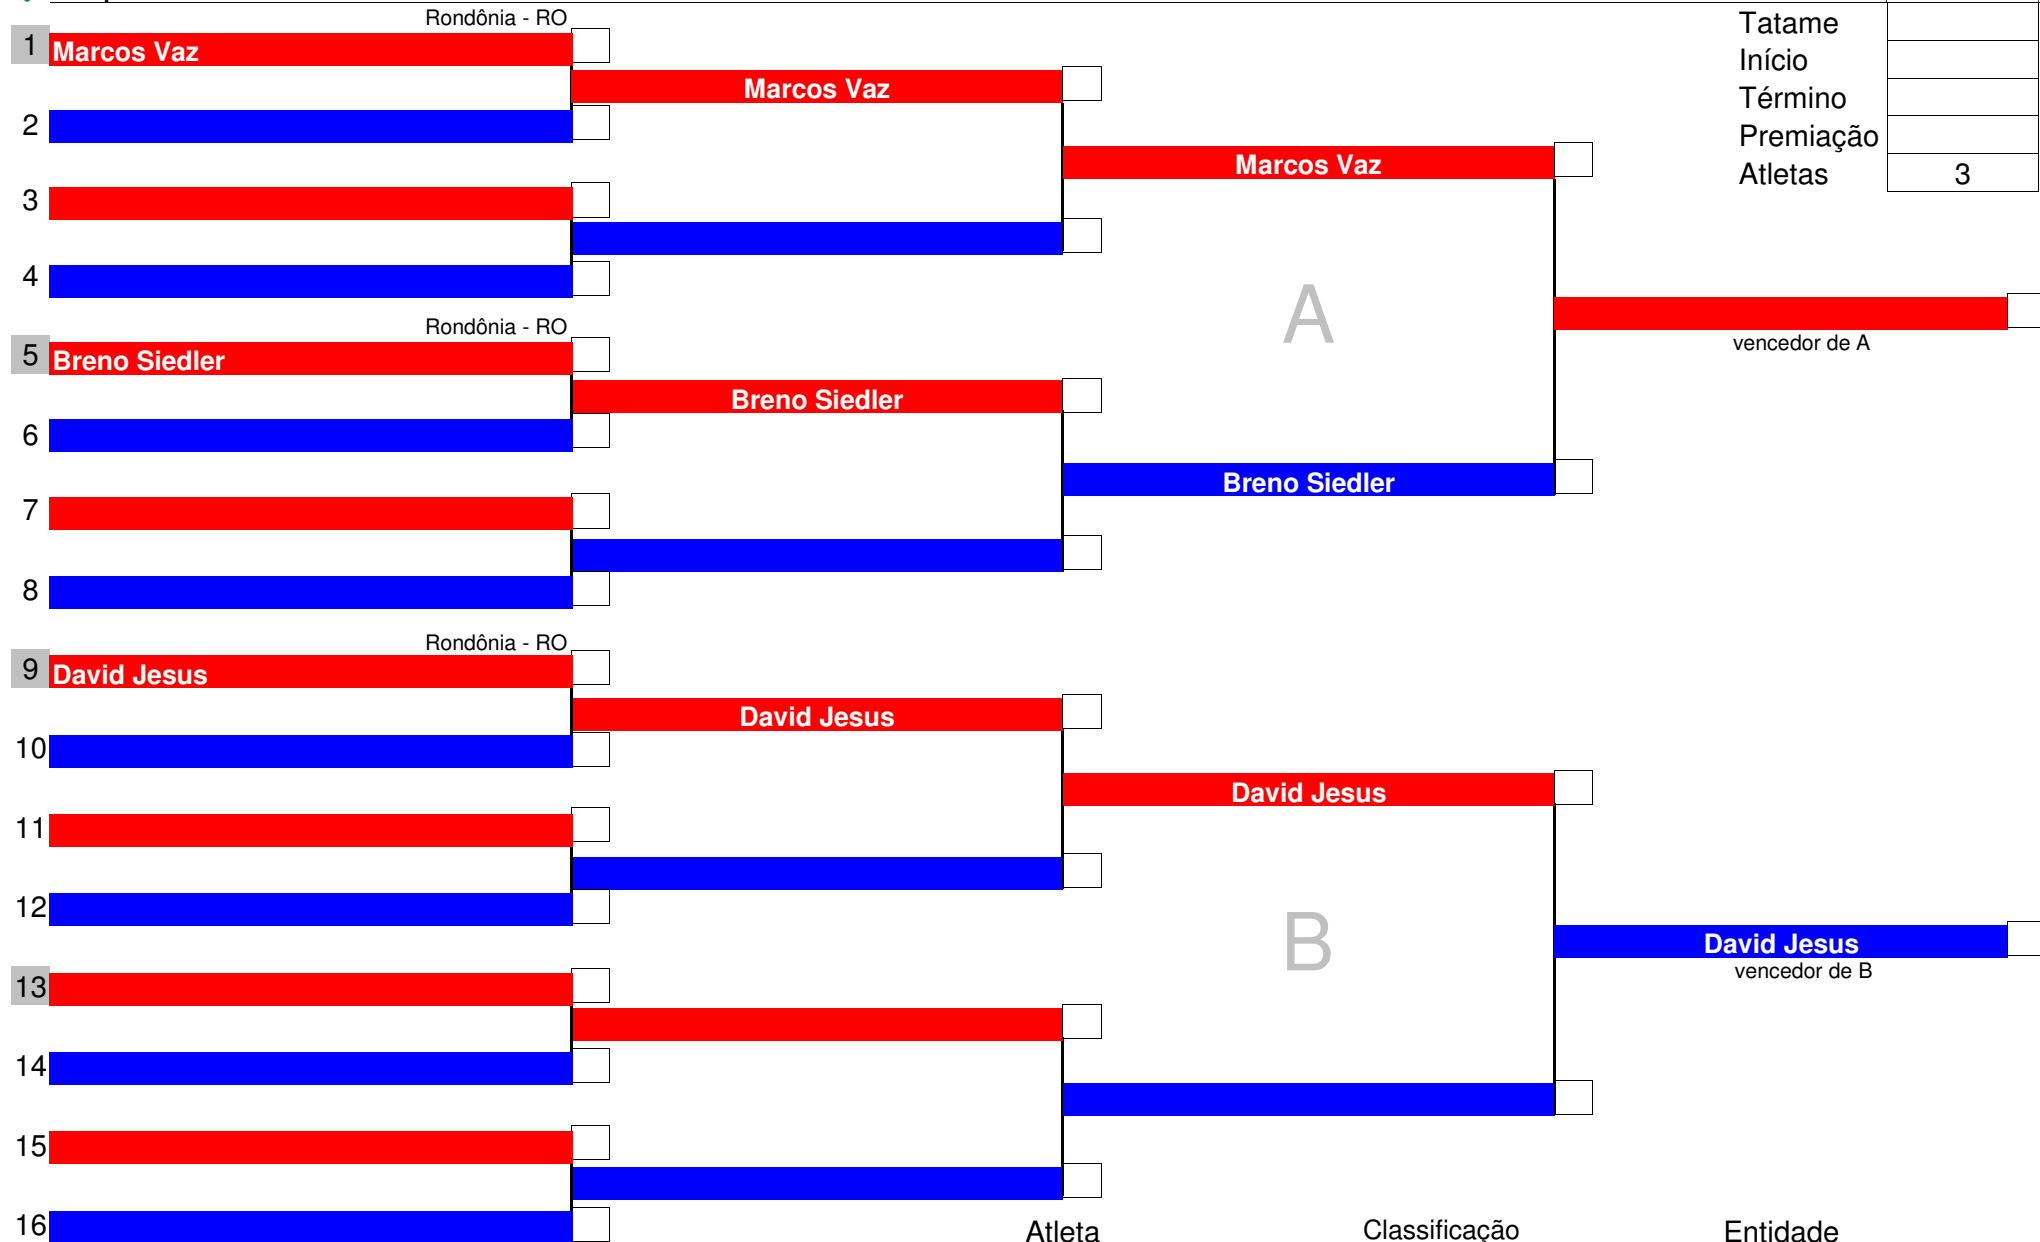 Rondônia - RO
Tatame
1 Marcos Vaz
Início
Marcos Vaz
Término
2
Premiação
Marcos Vaz
Atletas 3
3
4
Rondônia - RO
vencedor de A
5 Breno Siedler
A
Breno Siedler
6
Breno Siedler
7
8
Rondônia - RO
9 David Jesus
David Jesus
10
David Jesus
11
12
B
David Jesus
vencedor de B
13
14
15
16
Atleta Classificação Entidade